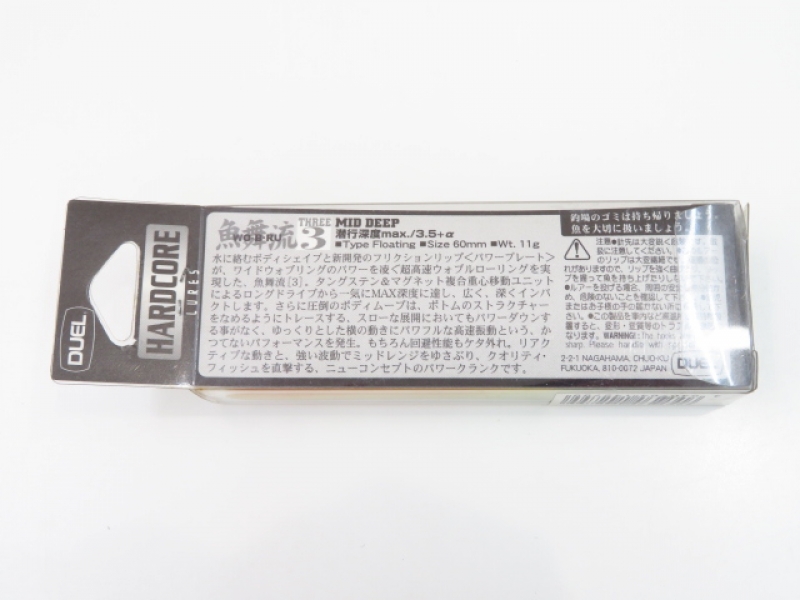 DUEL
HARDCORE
LURES
魚舞流
WO-B-RU
THREE
3
MID DEEP
潜行深度max./3.5+α
■Type Floating ■Size 60mm ■Wt. 11g
水に絡むボディシェイプと新開発のフリクションリップ<パワープレート>
が、ワイドウォブリングのパワーを凌ぐ超高速ウォブルローリングを実
現した、魚舞流[3]。タングステン&マグネット複合重心移動ユニット
によるロングドライブから一気にMAX深度に達し、広く、深くインパ
クトします。さらに圧倒のボディムーブは、ボトムのストラクチャー
をなめるようにトレースする、スローな展開においてもパワーダウンす
る事がなく、ゆっくりとした横の動きにパワフルな高速振動という、か
つてないパフォーマンスを発生。もちろん回避性能もケタ外れ。リアク
ティブな動きと、強い波動でミッドレンジをゆさぶり、クオリティ・
フィッシュを直撃する、ニューコンセプトのパワークランクです。
釣場のゴミは持ち帰りましょう。
魚を大切に扱いましょう
注意
WARNING!
sharp. Please handle with
2-2-1 NAGAHAMA, CHUO-KU
FUKUOKA, 810-0072 JAPAN
DUEL